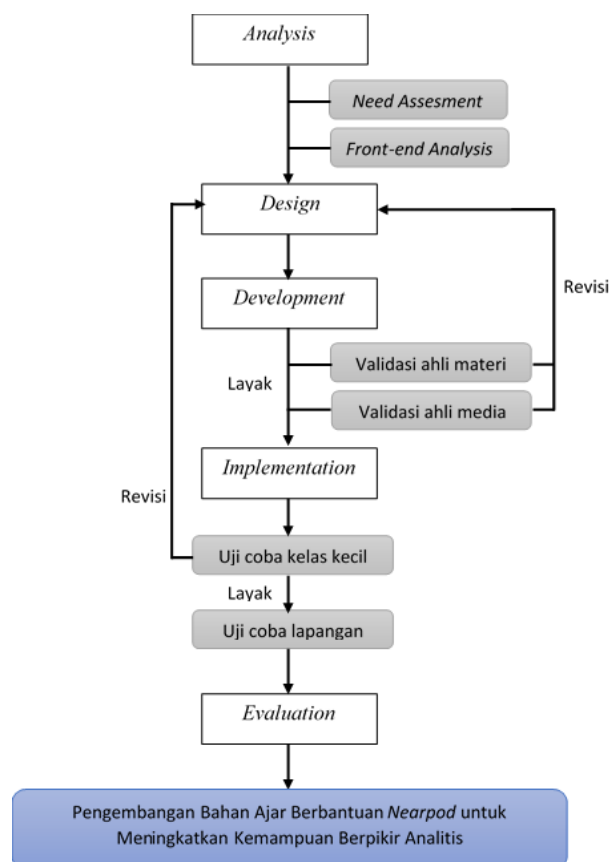 Analysis
Need Assesment
Front-end Analysis
Design
Revisi
Development
Validasi ahli materi
Layak
Validasi ahli media
Implementation
Revisi
Uji coba kelas kecil
Layak
Uji coba lapangan
Evaluation
Pengembangan Bahan Ajar Berbantuan Nearpod untuk
Meningkatkan Kemampuan Berpikir Analitis